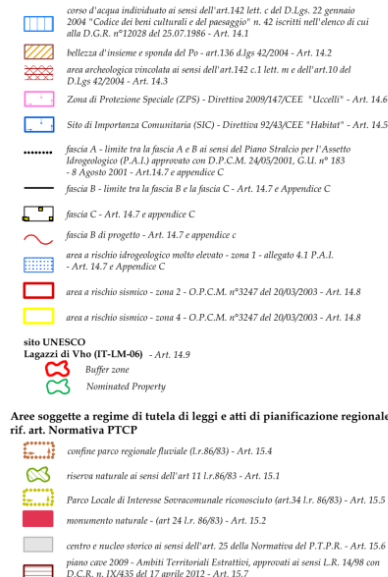 corso d'acqua individuato ai sensi dell'art.142 lett. c del D.Lgs. 22 gennaio
2004 "Codice dei beni culturali e del paesaggio" n. 42 iscritti nell'elenco di cui
alla D.G.R. n°12028 del 25.07.1986 - Art. 14.1
bellezza d'insieme e sponda del Po - art.136 d.lgs 42/2004 - Art. 14.2
area archeologica vincolata ai sensi dell'art.142 c.1 lett. m e dell'art.10 del
D.Lgs 42/2004 - Art. 14.3
Zona di Protezione Speciale (ZPS) - Direttiva 2009/147/CEE "Uccelli" - Art. 14.6
Sito di Importanza Comunitaria (SIC) - Direttiva 92/43/CEE "Habitat" - Art. 14.5
fascia A - limite tra la fascia A e B ai sensi del Piano Stralcio per l'Assetto
Idrogeologico (P.A.I.) approvato con D.P.C.M. 24/05/2001, G.U. n° 183
- 8 Agosto 2001 - Art.14.7 e appendice C
fascia B - limite tra la fascia B e la fascia C - Art. 14.7 e Appendice C
fascia C - Art. 14.7 e appendice C
fascia B di progetto - Art. 14.7 e appendice c
area a rischio idrogeologico molto elevato - zona 1 - allegato 4.1 P.A.I.
- Art. 14.7 e Appendice C
area a rischio sismico - zona 2 - O.P.C.M. n°3247 del 20/03/2003 - Art. 14.8
area a rischio sismico - zona 4 - O.P.C.M. n°3247 del 20/03/2003 - Art. 14.8
sito UNESCO
Lagazzi di Vho (IT-LM-06) - Art. 14.9
Buffer zone
Nominated Property
Aree soggette a regime di tutela di leggi e atti di pianificazione regionale
rif. art. Normativa PTCP
confine parco regionale fluviale (l.r.86/83) - Art. 15.4
riserva naturale ai sensi dell'art 11 l.r.86/83 - Art. 15.1
Parco Locale di Interesse Sovracomunale riconosciuto (art.34 l.r. 86/83) - Art. 15.5
monumento naturale - (art 24 l.r. 86/83) - Art. 15.2
centro e nucleo storico ai sensi dell'art. 25 della Normativa del P.T.P.R. - Art. 15.6
piano cave 2009 - Ambiti Territoriali Estrattivi, approvati ai sensi L.R. 14/98 con
D.C.R. n. IX/435 del 17 aprile 2012 - Art. 15.7